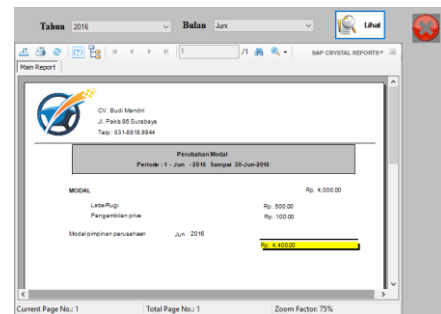 Tahun 2016 Bulan Juni Lihat
1 /1 SAP CRYSTAL REPORTS®
Main Report
CV. Budi Mandiri
Jl. Pakis 86 Surabaya
Telp: 031-8818.9844
Perubahan Modal
Periode : 1 - Jun - 2016 Sampai 30-Jun-2016
MODAL Rp. 4,000.00
Laba/Rugi Rp. 500.00
Pengambilan prive Rp. 100.00
Modal pimpinan perusahaan Jun 2016
Rp. 4,400.00
Current Page No.: 1 Total Page No.: 1 Zoom Factor: 75%